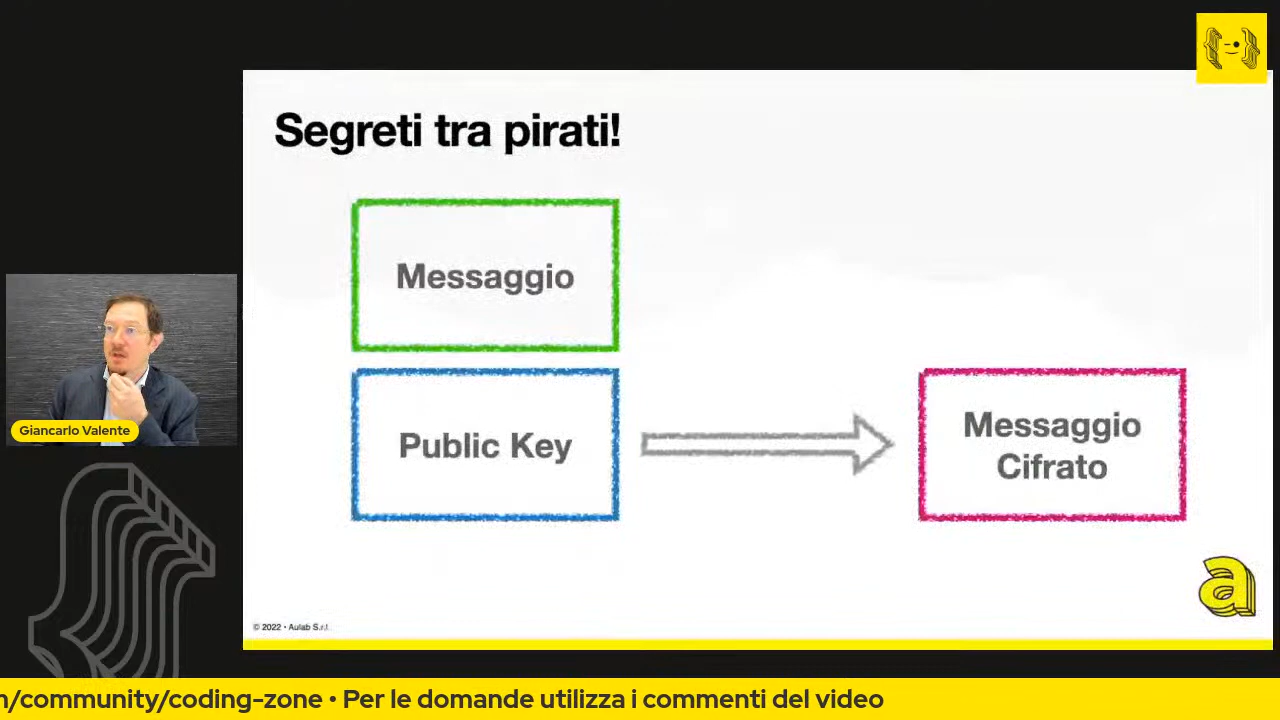 Segreti tra pirati!
Messaggio
Public Key
Messaggio
Cifrato
Giancarlo Valente
a
© 2022 • Aulab S.r.l.
/community/coding-zone • Per le domande utilizza i commenti del video